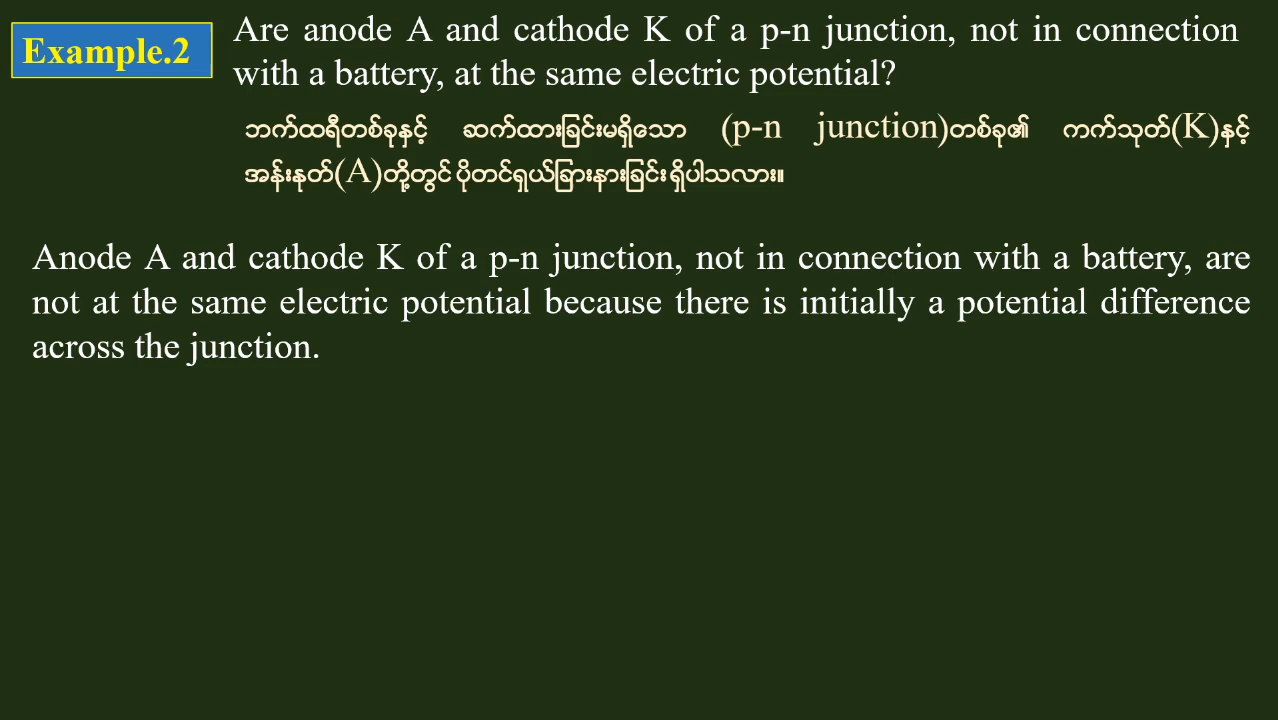 Example.2
Are anode A and cathode K of a p-n junction, not in connection
with a battery, at the same electric potential?
ဘက်ထရီတစ်ခုနှင့် ဆက်ထားခြင်းမရှိသော (p-n junction)တစ်ခု၏ ကက်သုတ်(K)နှင့်
အန်းနုတ်(A)တို့တွင် ပိုတင်ရှယ်ခြားနားခြင်း ရှိပါသလား။
Anode A and cathode K of a p-n junction, not in connection with a battery, are
not at the same electric potential because there is initially a potential difference
across the junction.